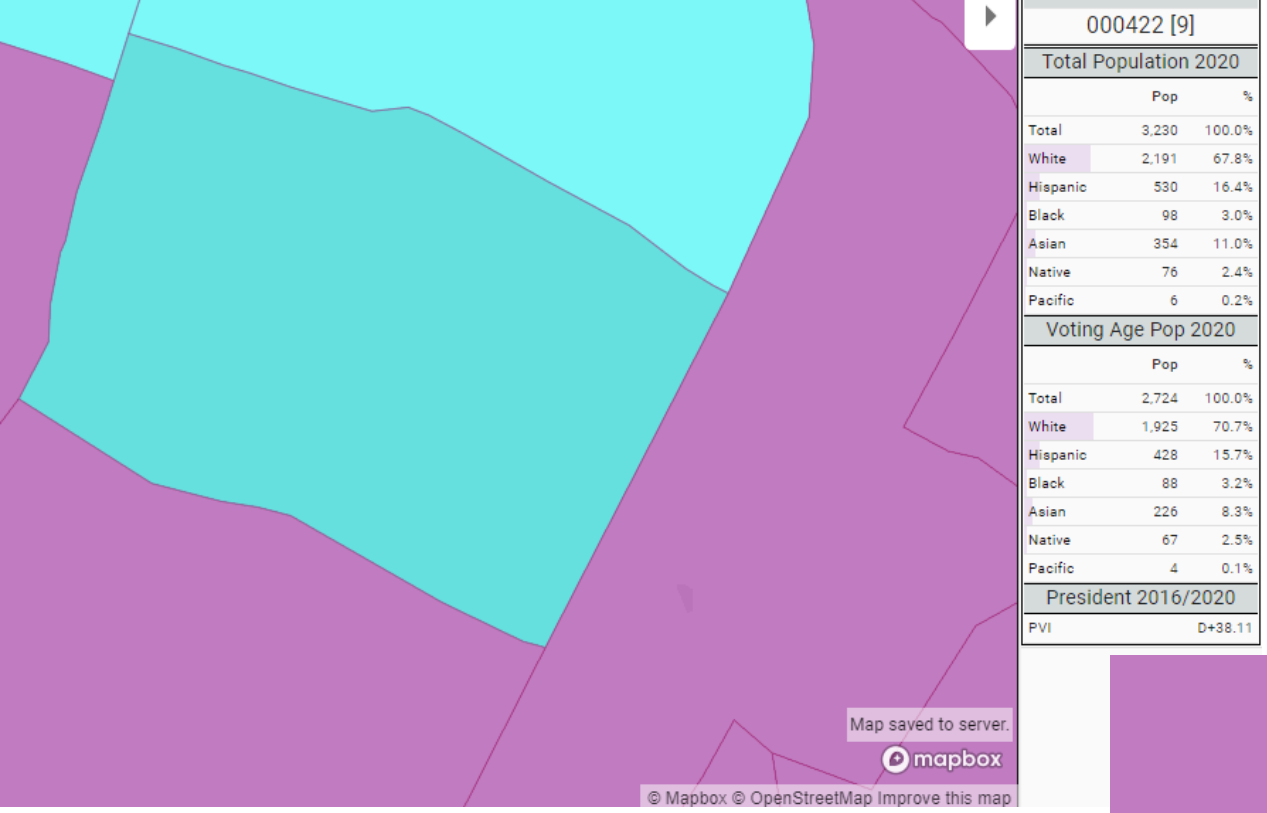 000422 [9]
Total Population 2020
Pop %
Total 3,230 100.0%
White 2,191 67.8%
Hispanic 530 16.4%
Black 98 3.0%
Asian 354 11.0%
Native 76 2.4%
Pacific 6 0.2%
Voting Age Pop 2020
Pop %
Total 2,724 100.0%
White 1,925 70.7%
Hispanic 428 15.7%
Black 88 3.2%
Asian 226 8.3%
Native 67 2.5%
Pacific 4 0.1%
President 2016/2020
PVI D+38.11
Map saved to server.
mapbox
© Mapbox © OpenStreetMap Improve this map